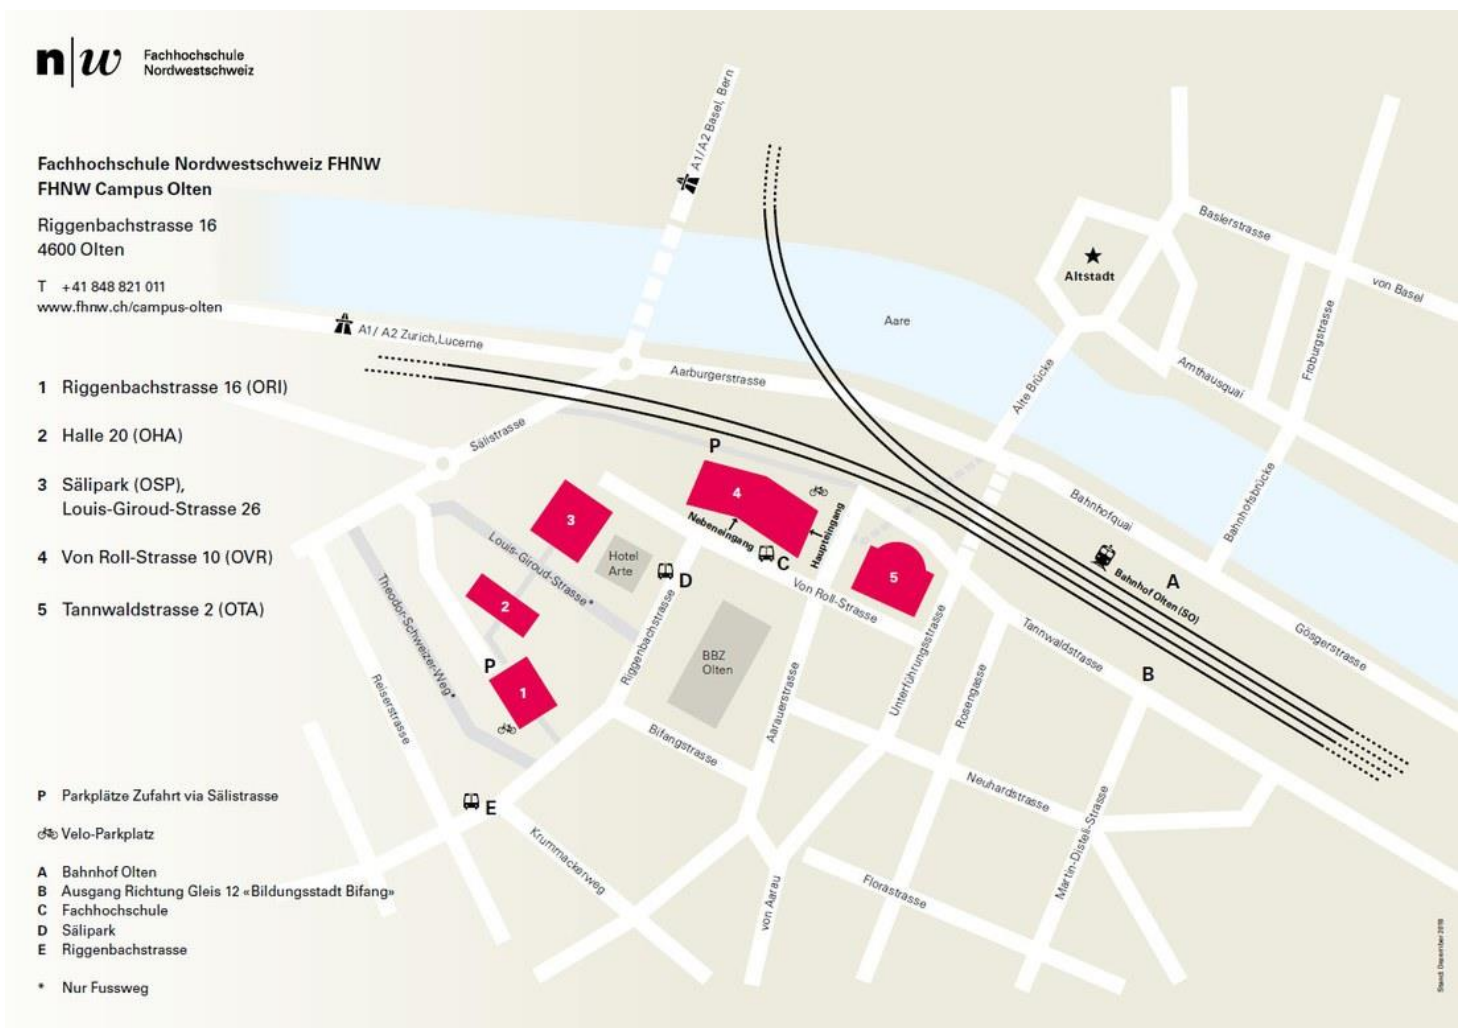 n|w Fachhochschule
Nordwestschweiz
Fachhochschule Nordwestschweiz FHNW
FHNW Campus Olten
Riggenbachstrasse 16
4600 Olten
T +41 848 821 011
www.fhnw.ch/campus-olten
1 Riggenbachstrasse 16 (ORI)
2 Halle 20 (OHA)
3 Sälipark (OSP),
Louis-Giroud-Strasse 26
4 Von Roll-Strasse 10 (OVR)
5 Tannwaldstrasse 2 (OTA)
P Parkplätze Zufahrt via Sälistrasse
Velo-Parkplatz
A Bahnhof Olten
B Ausgang Richtung Gleis 12 «Bildungsstadt Bifang»
C Fachhochschule
D Sälipark
E Riggenbachstrasse
* Nur Fussweg
A1/A2 Basel, Bern
A1/ A2 Zurich,Lucerne
Aarburgerstrasse
Aare
Altstadt
Baslerstrasse
von Basel
Froburgstrasse
Amthausquai
Alte Brücke
Bahnhofsbrücke
Bahnhofquai
Sälistrasse
P
4
Nebeneingang
Haupteingang
C
3
Louis-Giroud-Strasse*
Hotel
Arte
D
5
Von Roll-Strasse
Bahnhof Olten (SO)
A
Gösgerstrasse
2
Theodor-Schweizer-Weg*
P
1
Riggenbachstrasse
BBZ
Olten
Aarauerstrasse
Unterführungsstrasse
Rosengasse
Tannwaldstrasse
B
Reiserstrasse
Bifangstrasse
Neuhardstrasse
Martin-Disteli-Strasse
E
Krummackerweg
von Aarau
Florastrasse
Stand: Dezember 2019